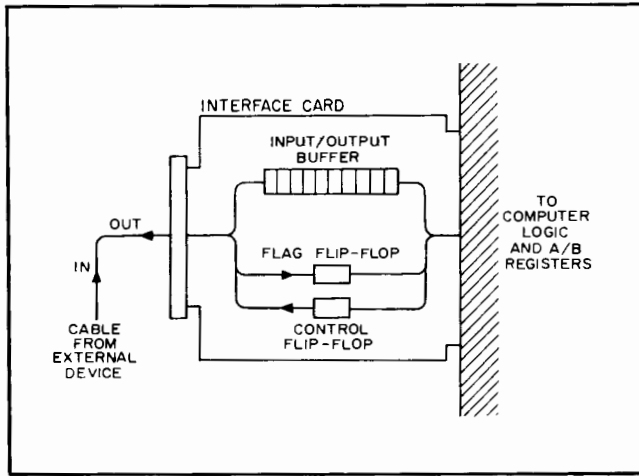 INTERFACE CARD
INPUT/OUTPUT
BUFFER
OUT
IN
FLAG FLIP-FLOP
CONTROL
FLIP-FLOP
CABLE
FROM
EXTERNAL
DEVICE
TO
COMPUTER
LOGIC
AND A/B
REGISTERS